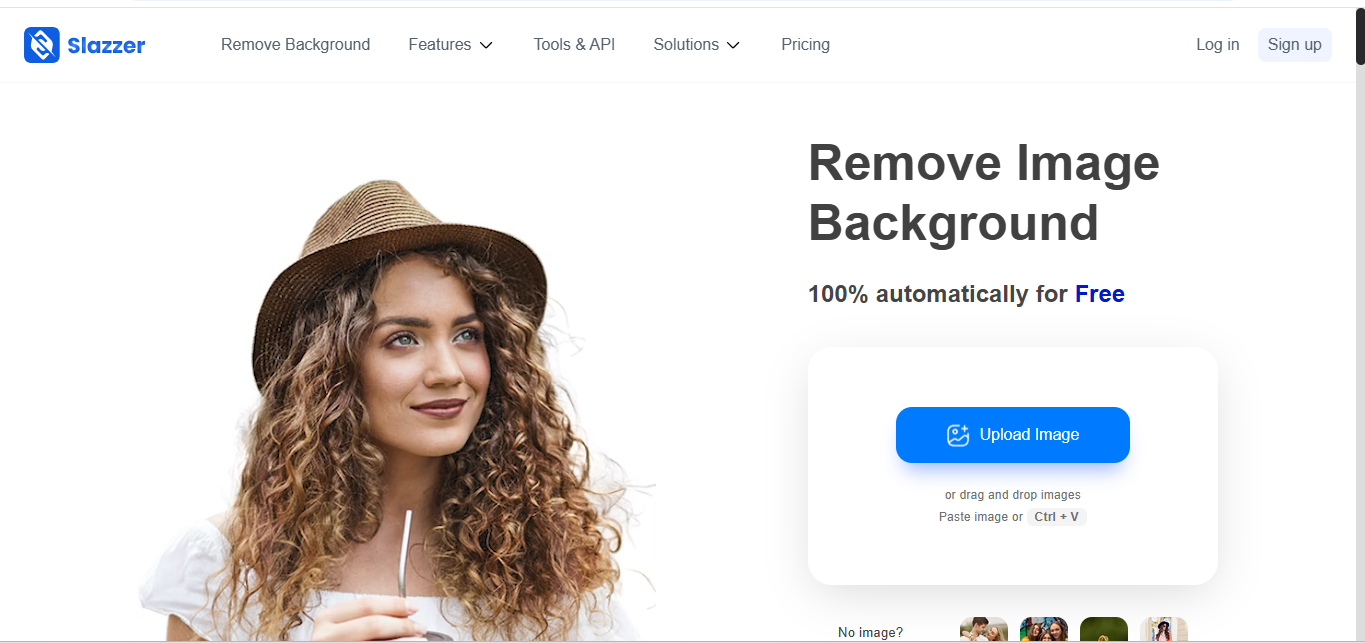 Slazzer
Remove Background
Features
Tools & API
Solutions
Pricing
Log in
Sign up
Remove Image
Background
100% automatically for Free
Upload Image
or drag and drop images
Paste image or Ctrl + V
No image?